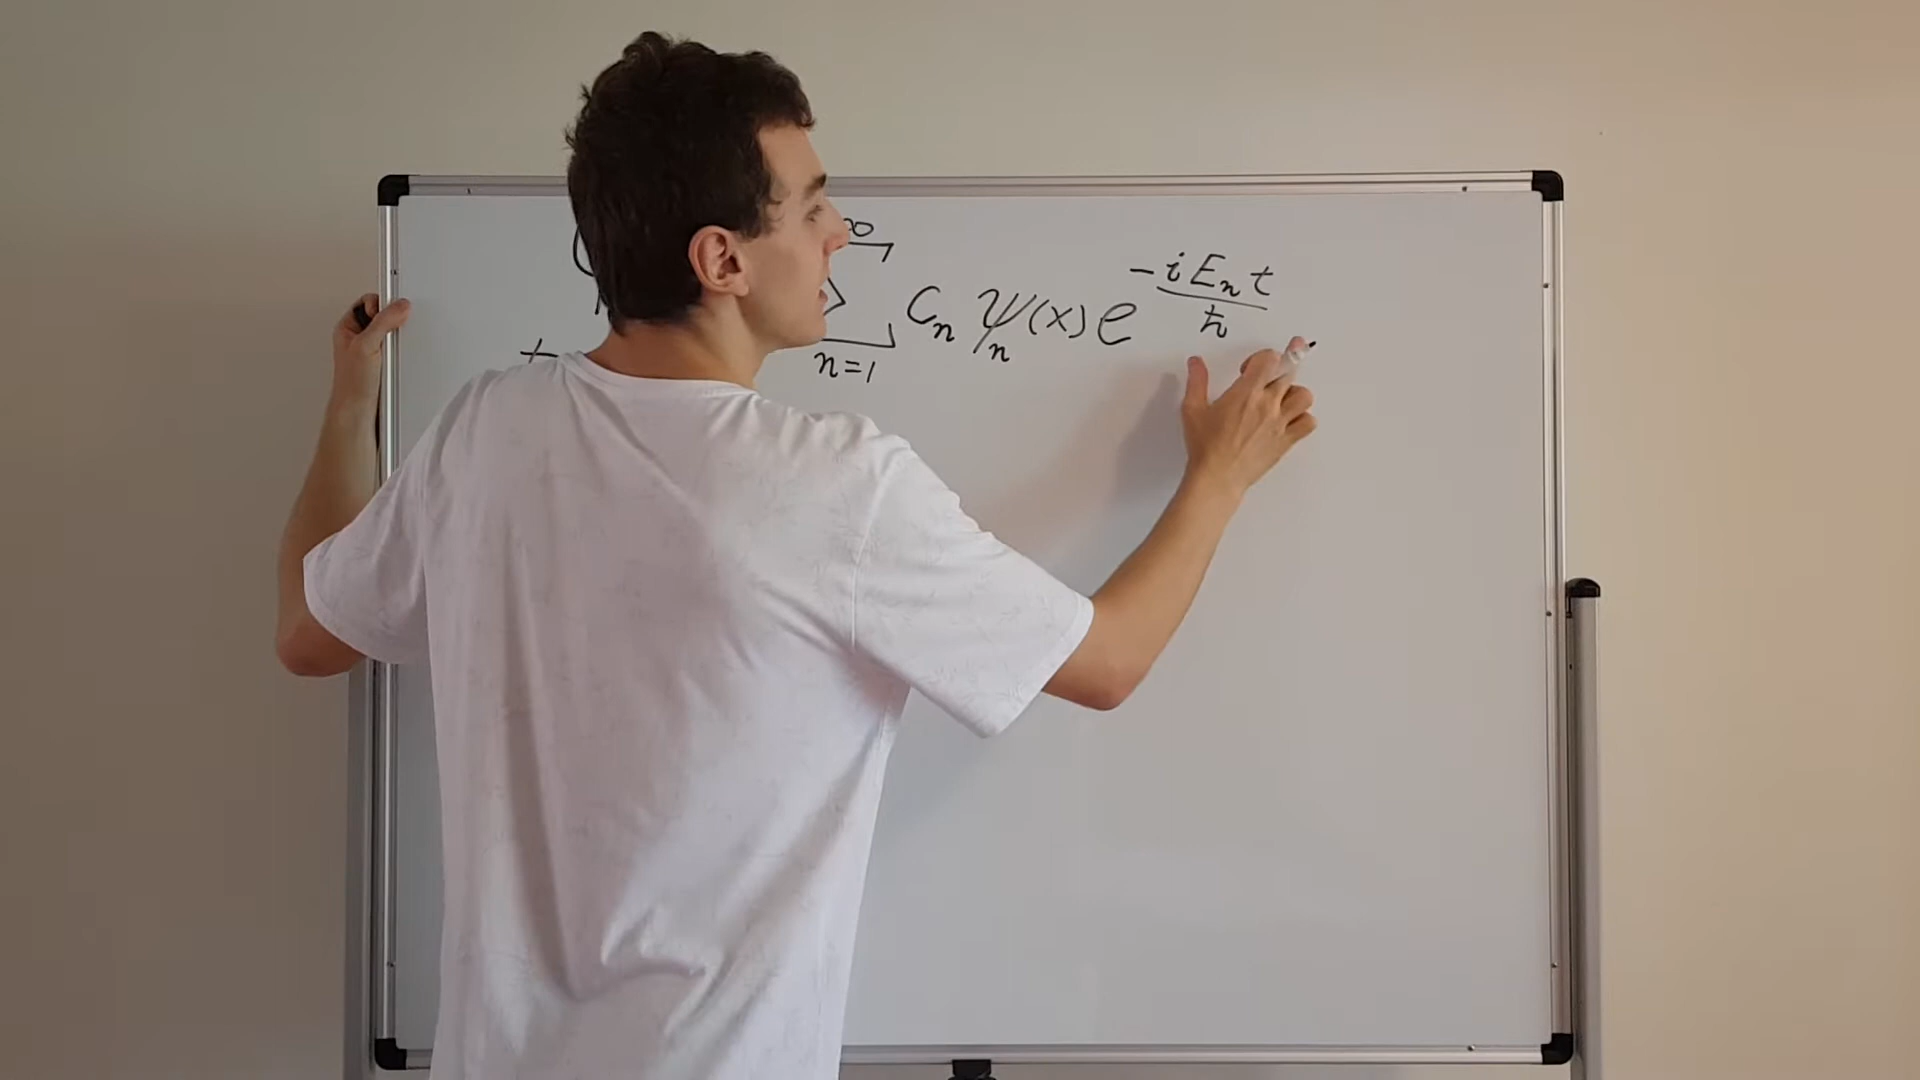 ∞
∑ Cₙ ψₙ(x) e^(-iEₙt/ħ)
n=1